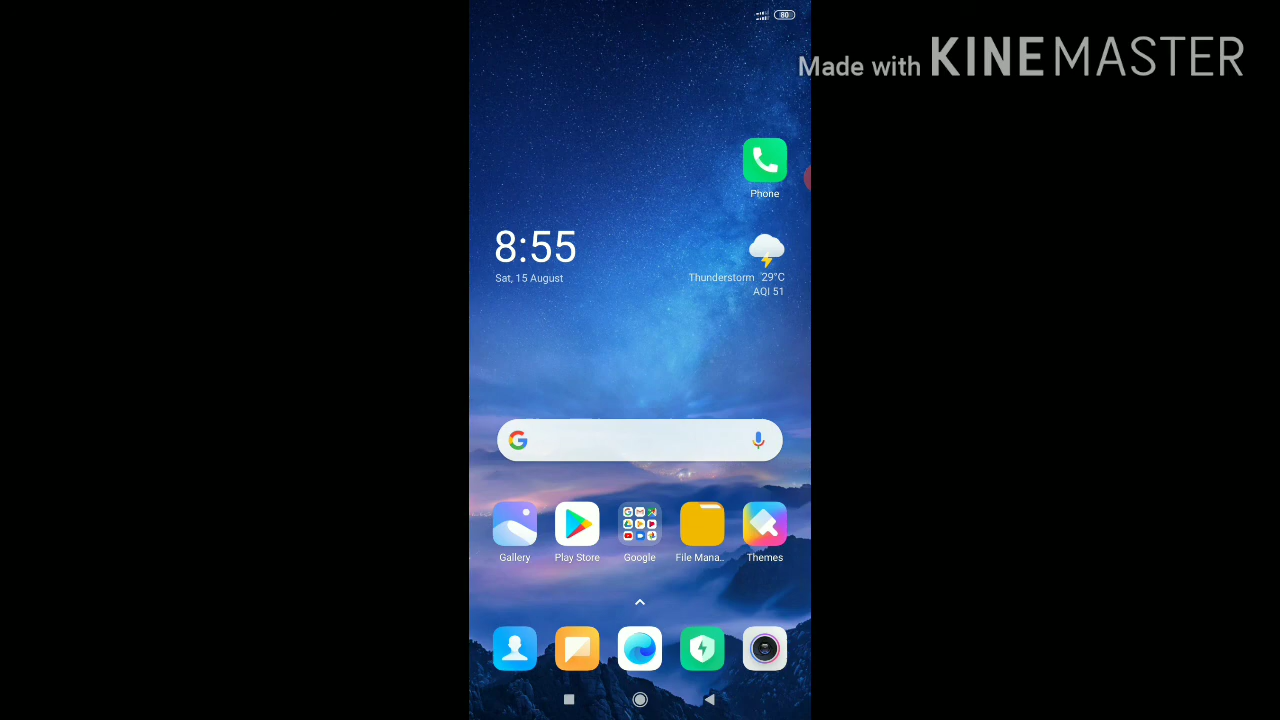 80
Made with KINEMASTER
Phone
8:55
Sat, 15 August
Thunderstorm 29°C
AQI 51
Gallery Play Store Google File Mana.. Themes